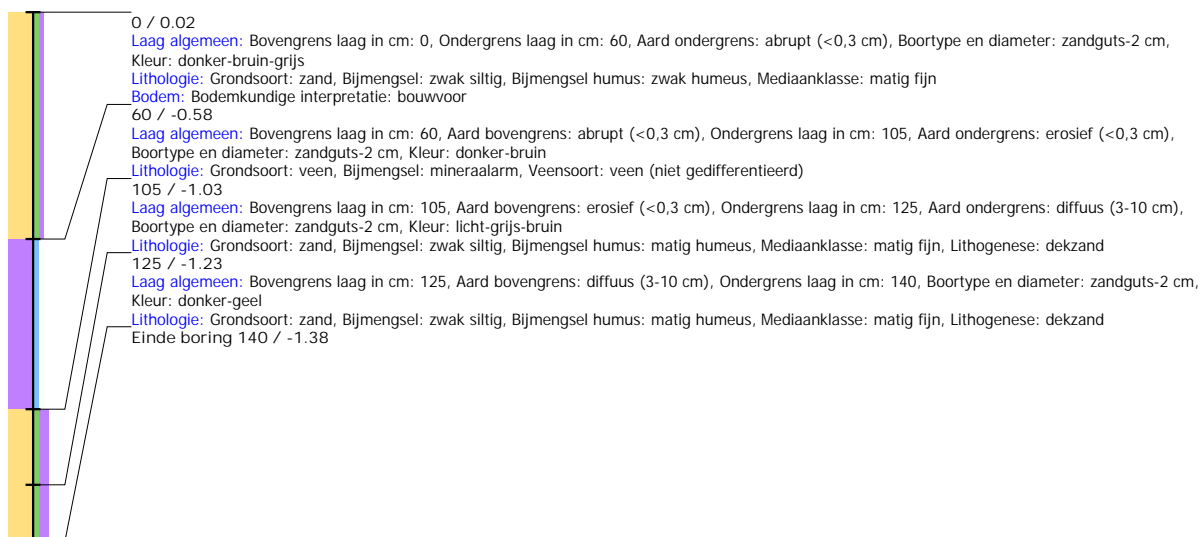 0 / 0.02
Laag algemeen: Bovengrens laag in cm: 0, Ondergrens laag in cm: 60, Aard ondergrens: abrupt (<0,3 cm), Boortype en diameter: zandguts-2 cm,
Kleur: donker-bruin-grijs
Lithologie: Grondsoort: zand, Bijmengsel: zwak siltig, Bijmengsel humus: zwak humeus, Mediaanklasse: matig fijn
Bodem: Bodemkundige interpretatie: bouwvoor
60 / -0.58
Laag algemeen: Bovengrens laag in cm: 60, Aard bovengrens: abrupt (<0,3 cm), Ondergrens laag in cm: 105, Aard ondergrens: erosief (<0,3 cm),
Boortype en diameter: zandguts-2 cm, Kleur: donker-bruin
Lithologie: Grondsoort: veen, Bijmengsel: mineraalarm, Veensoort: veen (niet gedifferentieerd)
105 / -1.03
Laag algemeen: Bovengrens laag in cm: 105, Aard bovengrens: erosief (<0,3 cm), Ondergrens laag in cm: 125, Aard ondergrens: diffuus (3-10 cm),
Boortype en diameter: zandguts-2 cm, Kleur: licht-grijs-bruin
Lithologie: Grondsoort: zand, Bijmengsel: zwak siltig, Bijmengsel humus: matig humeus, Mediaanklasse: matig fijn, Lithogenese: dekzand
125 / -1.23
Laag algemeen: Bovengrens laag in cm: 125, Aard bovengrens: diffuus (3-10 cm), Ondergrens laag in cm: 140, Boortype en diameter: zandguts-2 cm,
Kleur: donker-geel
Lithologie: Grondsoort: zand, Bijmengsel: zwak siltig, Bijmengsel humus: matig humeus, Mediaanklasse: matig fijn, Lithogenese: dekzand
Einde boring 140 / -1.38